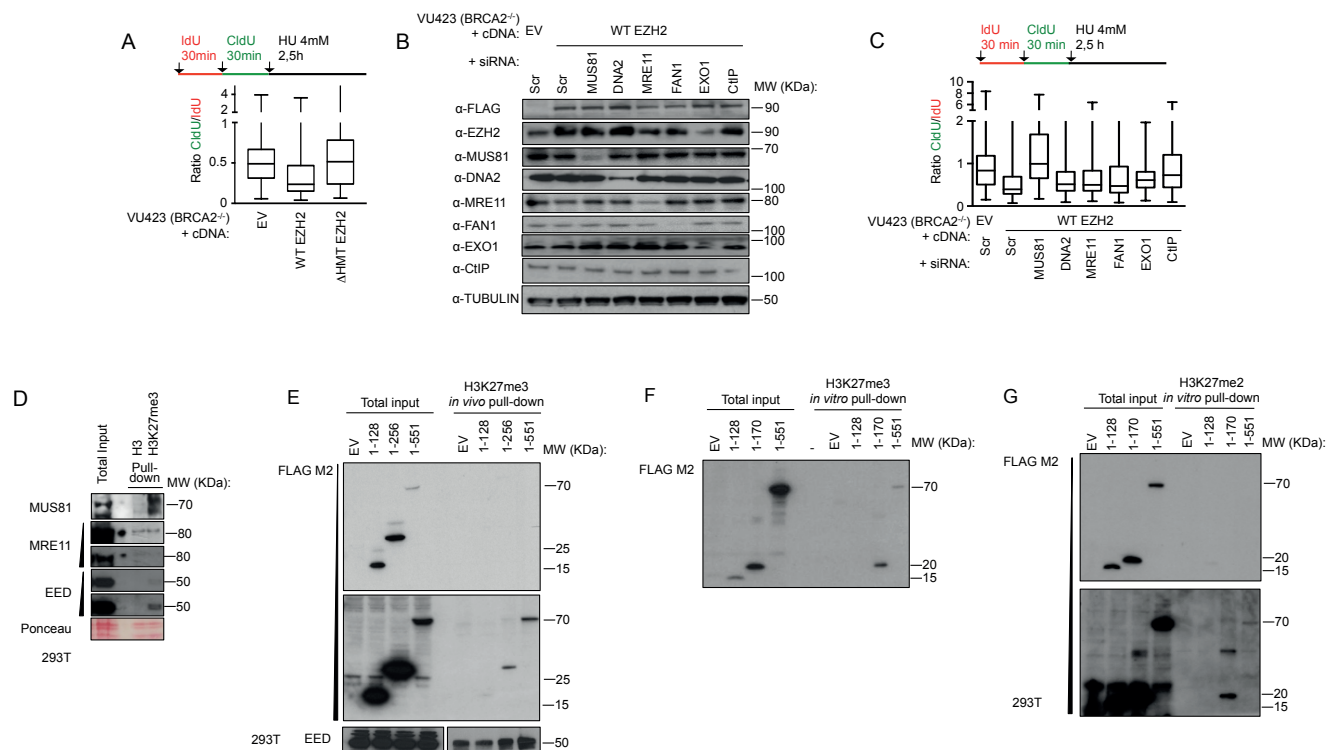 A
IdU 30min
CldU 30min
HU 4mM 2,5h
Ratio CldU/IdU
4
2
1
0.5
0
VU423 (BRCA2-/-)
+ cDNA:
EV
WT EZH2
ΔHMT EZH2
B
VU423 (BRCA2-/-) EV WT EZH2
+ cDNA:
+ siRNA:
Scr Scr MUS81 DNA2 MRE11 FAN1 EXO1 CtIP
MW (KDa):
α-FLAG 90
α-EZH2 90
α-MUS81 70
α-DNA2 100
α-MRE11 80
α-FAN1 100
α-EXO1 100
α-CtIP 100
α-TUBULIN 50
C
IdU 30 min
CldU 30 min
HU 4mM 2,5 h
Ratio CldU/IdU
10
8
6
2
1
0
VU423 (BRCA2-/-) EV WT EZH2
+ cDNA:
+ siRNA:
Scr Scr MUS81 DNA2 MRE11 FAN1 EXO1 CtIP
D
Total Input
H3 H3K27me3
Pull-down
MW (KDa):
MUS81 70
MRE11 80
80
EED 50
50
Ponceau
293T
E
Total input
H3K27me3
in vivo pull-down
EV 1-128 1-256 1-551 EV 1-128 1-256 1-551
MW (KDa):
FLAG M2
70
25
15
70
25
15
293T EED 50
F
Total input
H3K27me3
in vitro pull-down
EV 1-128 1-170 1-551 - EV 1-128 1-170 1-551
MW (KDa):
FLAG M2
70
20
15
G
Total input
H3K27me2
in vitro pull-down
EV 1-128 1-170 1-551 EV 1-128 1-170 1-551
MW (KDa):
FLAG M2
70
20
15
70
20
15
293T